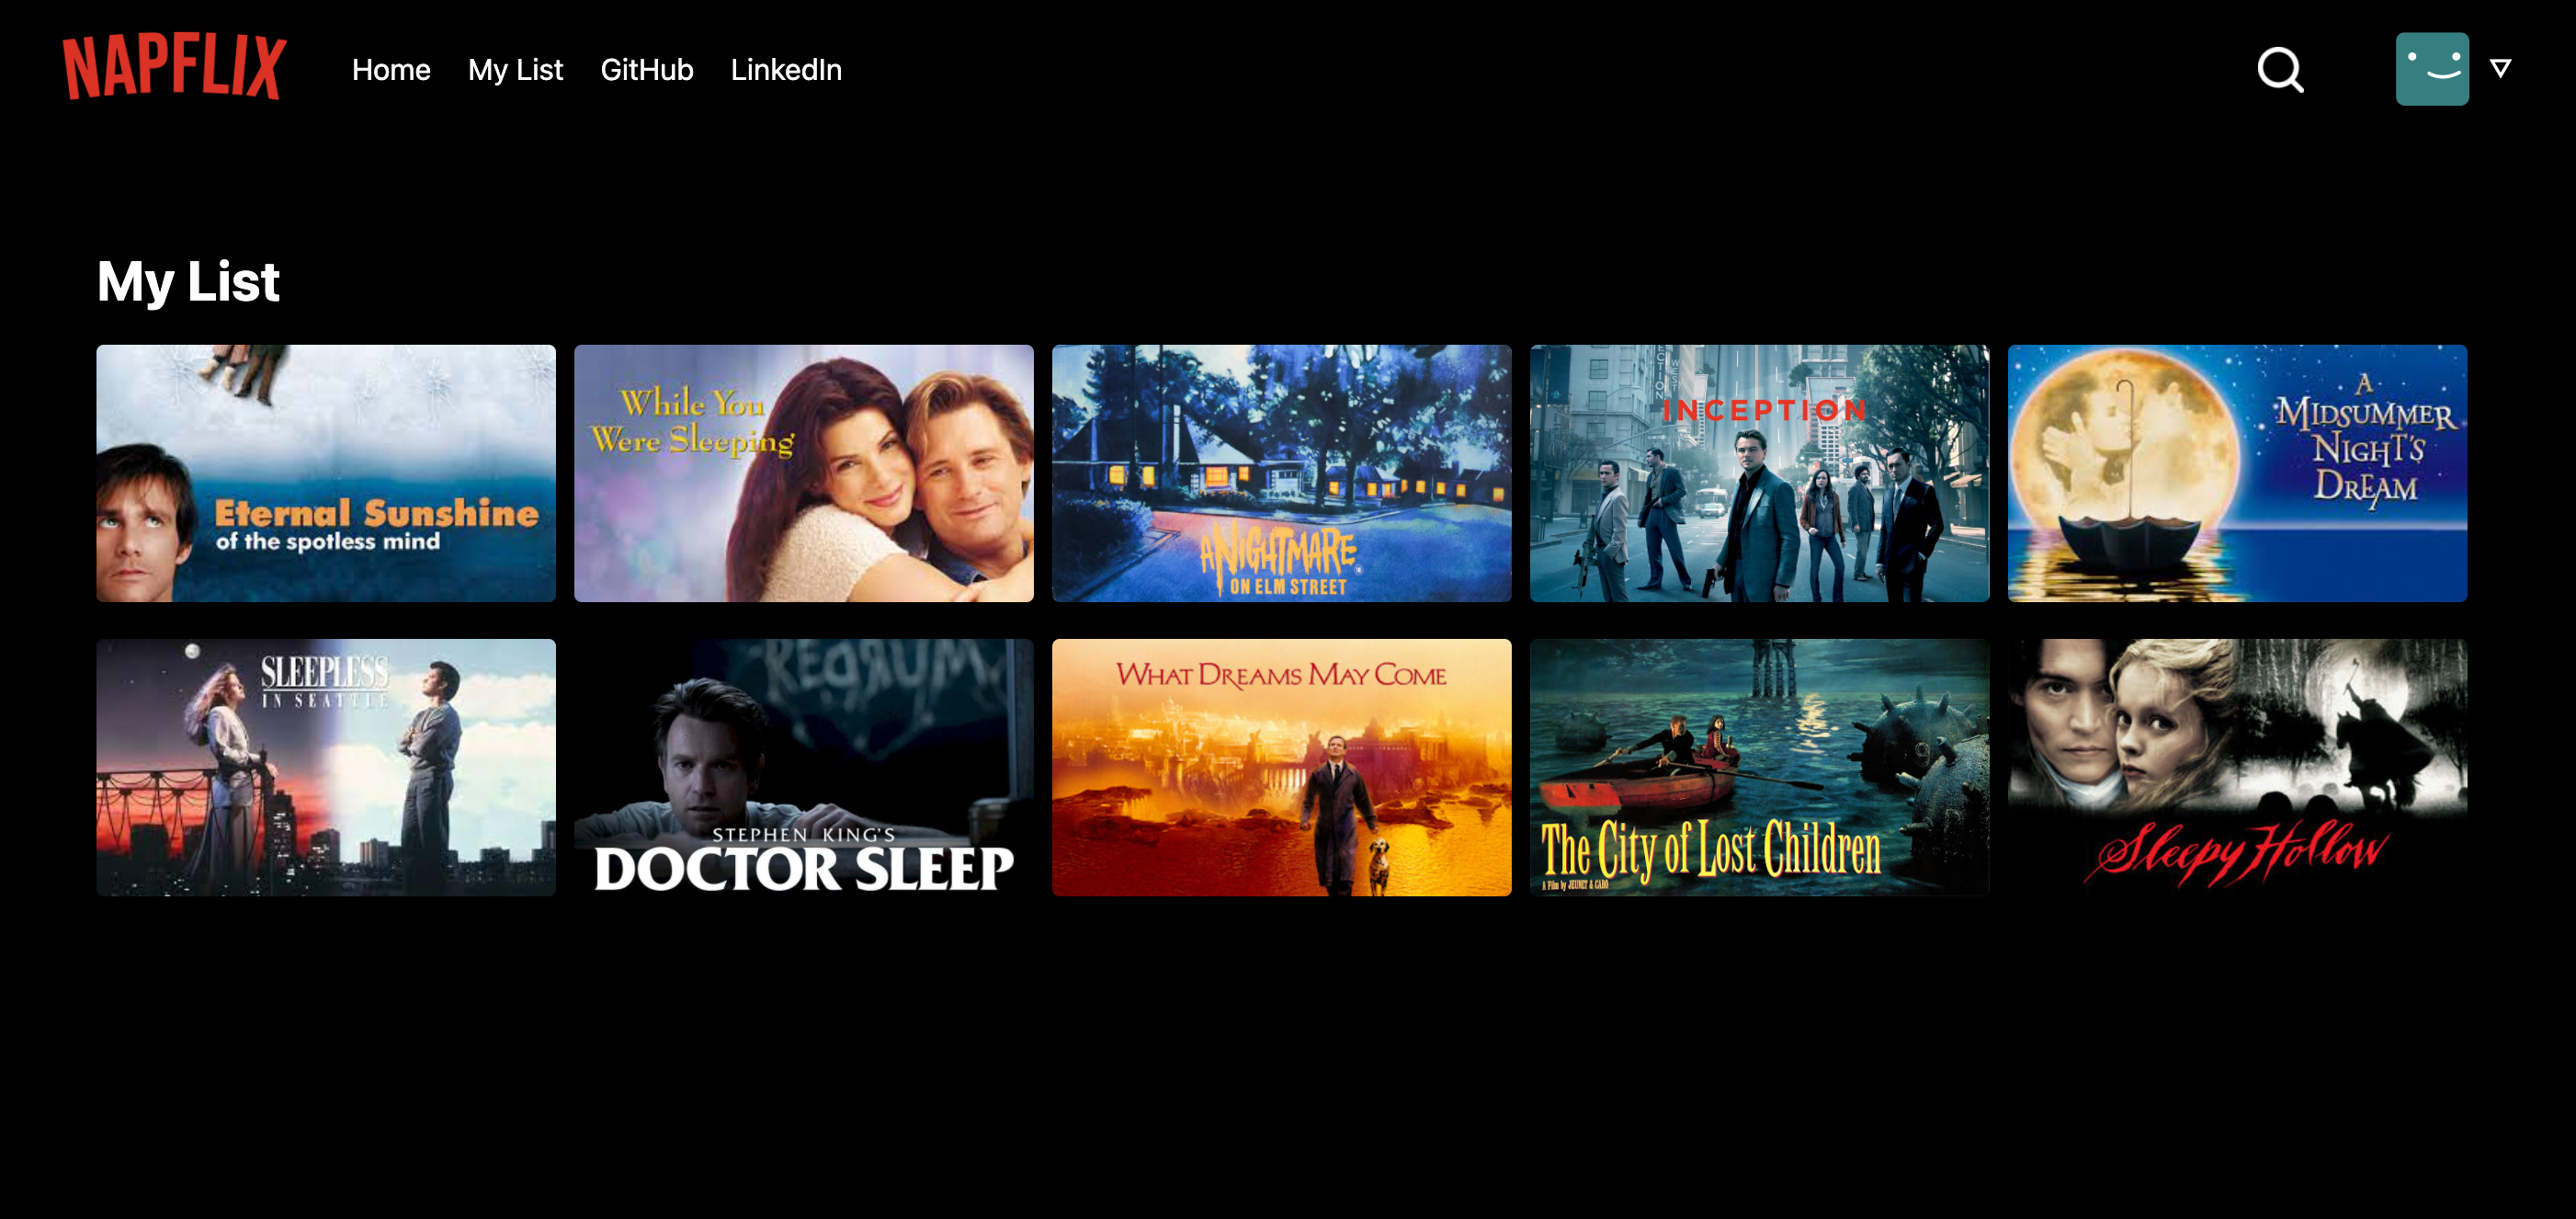 NAPFLIX
Home My List GitHub LinkedIn
My List
Eternal Sunshine
of the spotless mind
While You
Were Sleeping
A NIGHTMARE
ON ELM STREET
INCEPTION
A
MIDSUMMER
NIGHT'S
DREAM
SLEEPLESS
IN SEATTLE
REDRUM
STEPHEN KING'S
DOCTOR SLEEP
WHAT DREAMS MAY COME
The City of Lost Children
A Film by JEUNET & CARO
Sleepy Hollow